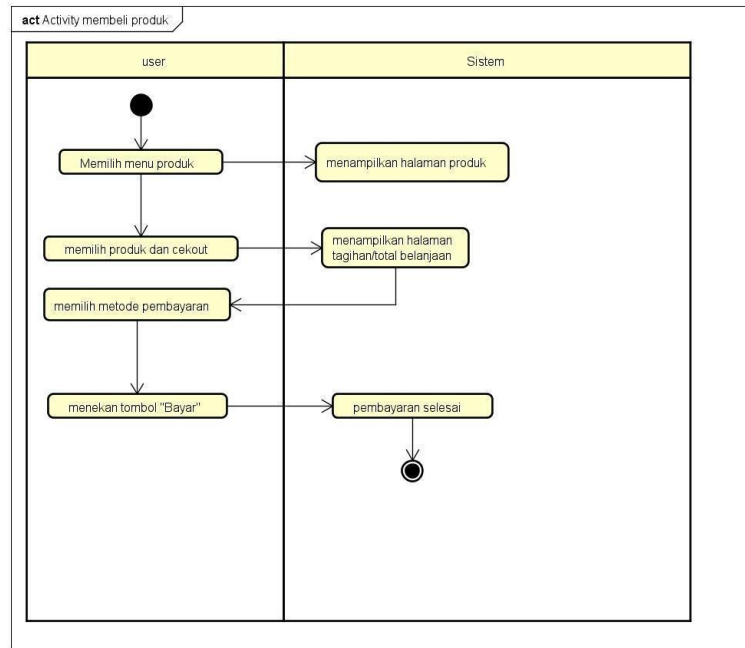 act Activity membeli produk
user
Sistem
Memilih menu produk
menampilkan halaman produk
memilih produk dan cekout
menampilkan halaman
tagihan/total belanjaan
memilih metode pembayaran
menekan tombol "Bayar"
pembayaran selesai